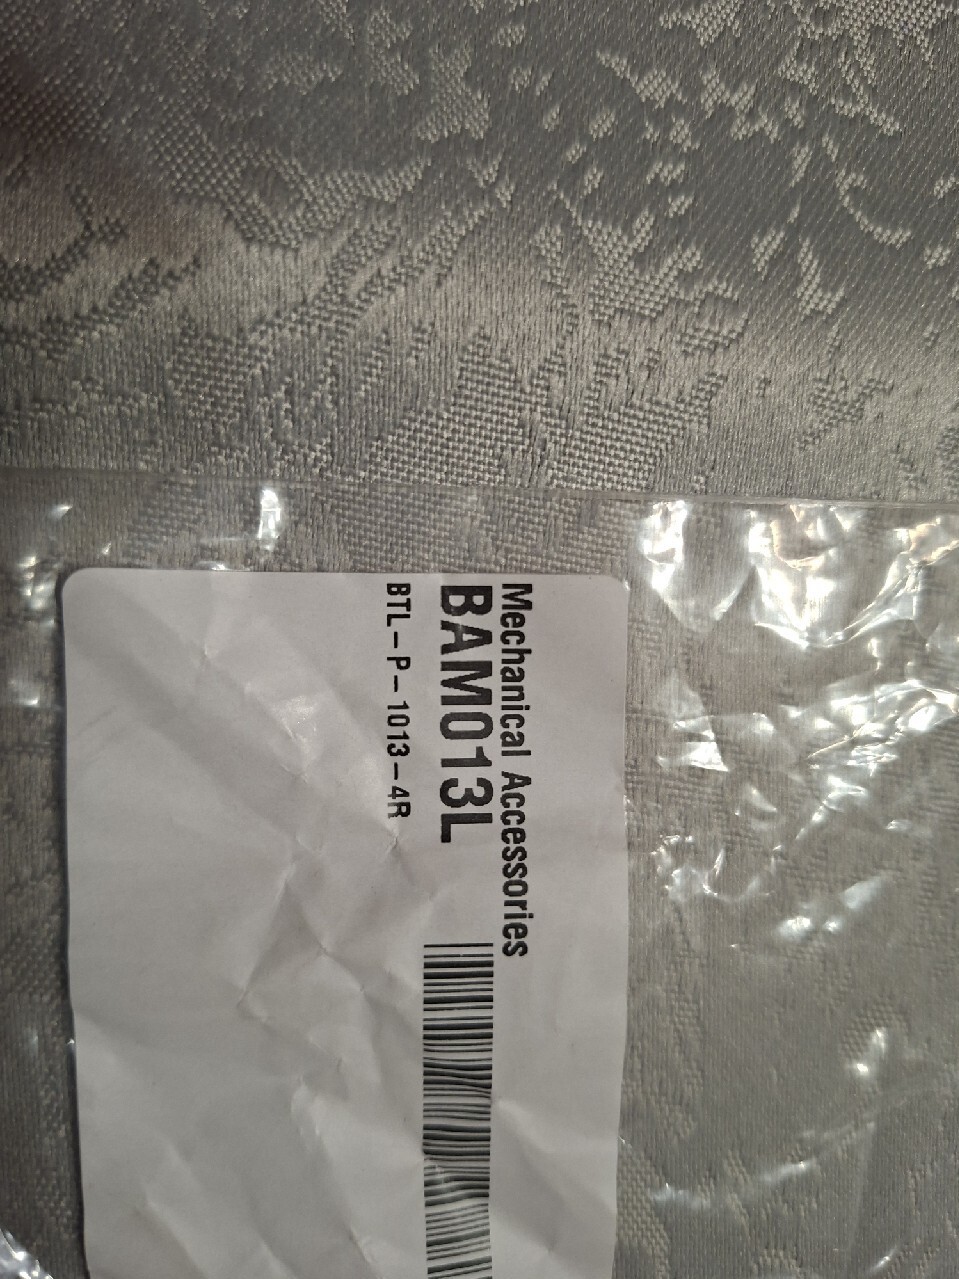 Mechanical Accessories
BAM013L
BTL-P-1013-4R